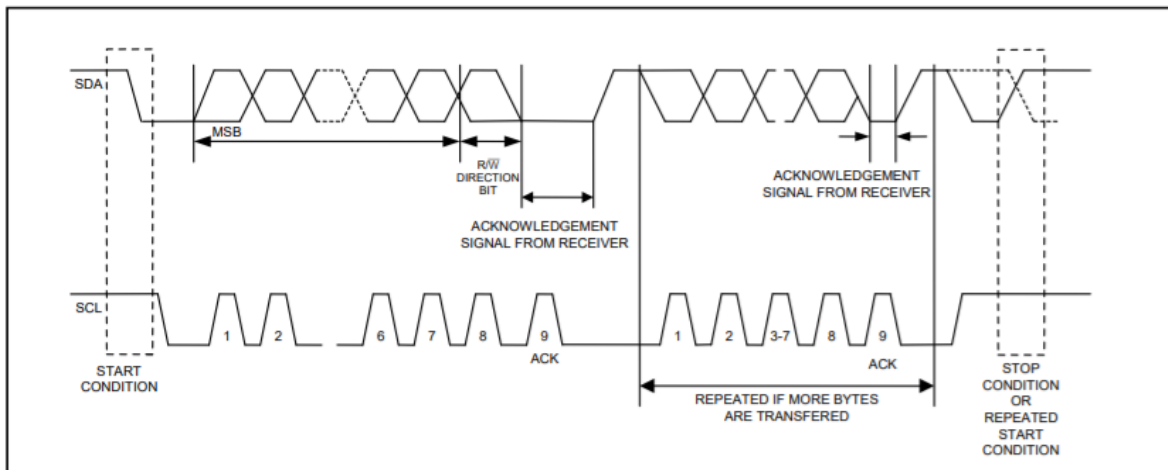 SDA
MSB
R/W̅
DIRECTION
BIT
ACKNOWLEDGEMENT
SIGNAL FROM RECEIVER
ACKNOWLEDGEMENT
SIGNAL FROM RECEIVER
SCL
1 2 6 7 8 9 1 2 3-7 8 9
ACK ACK
START
CONDITION
REPEATED IF MORE BYTES
ARE TRANSFERED
STOP
CONDITION
OR
REPEATED
START
CONDITION